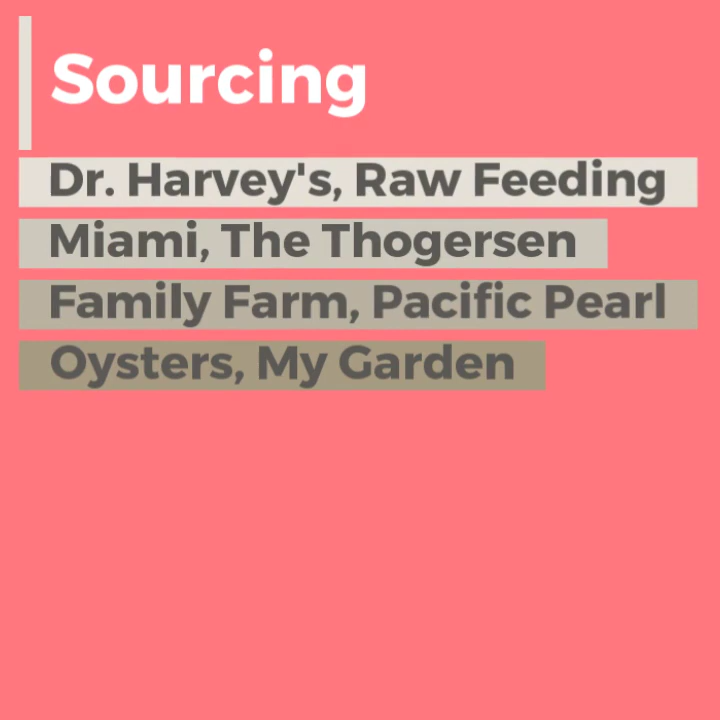 Sourcing
Dr. Harvey's, Raw Feeding
Miami, The Thogersen
Family Farm, Pacific Pearl
Oysters, My Garden